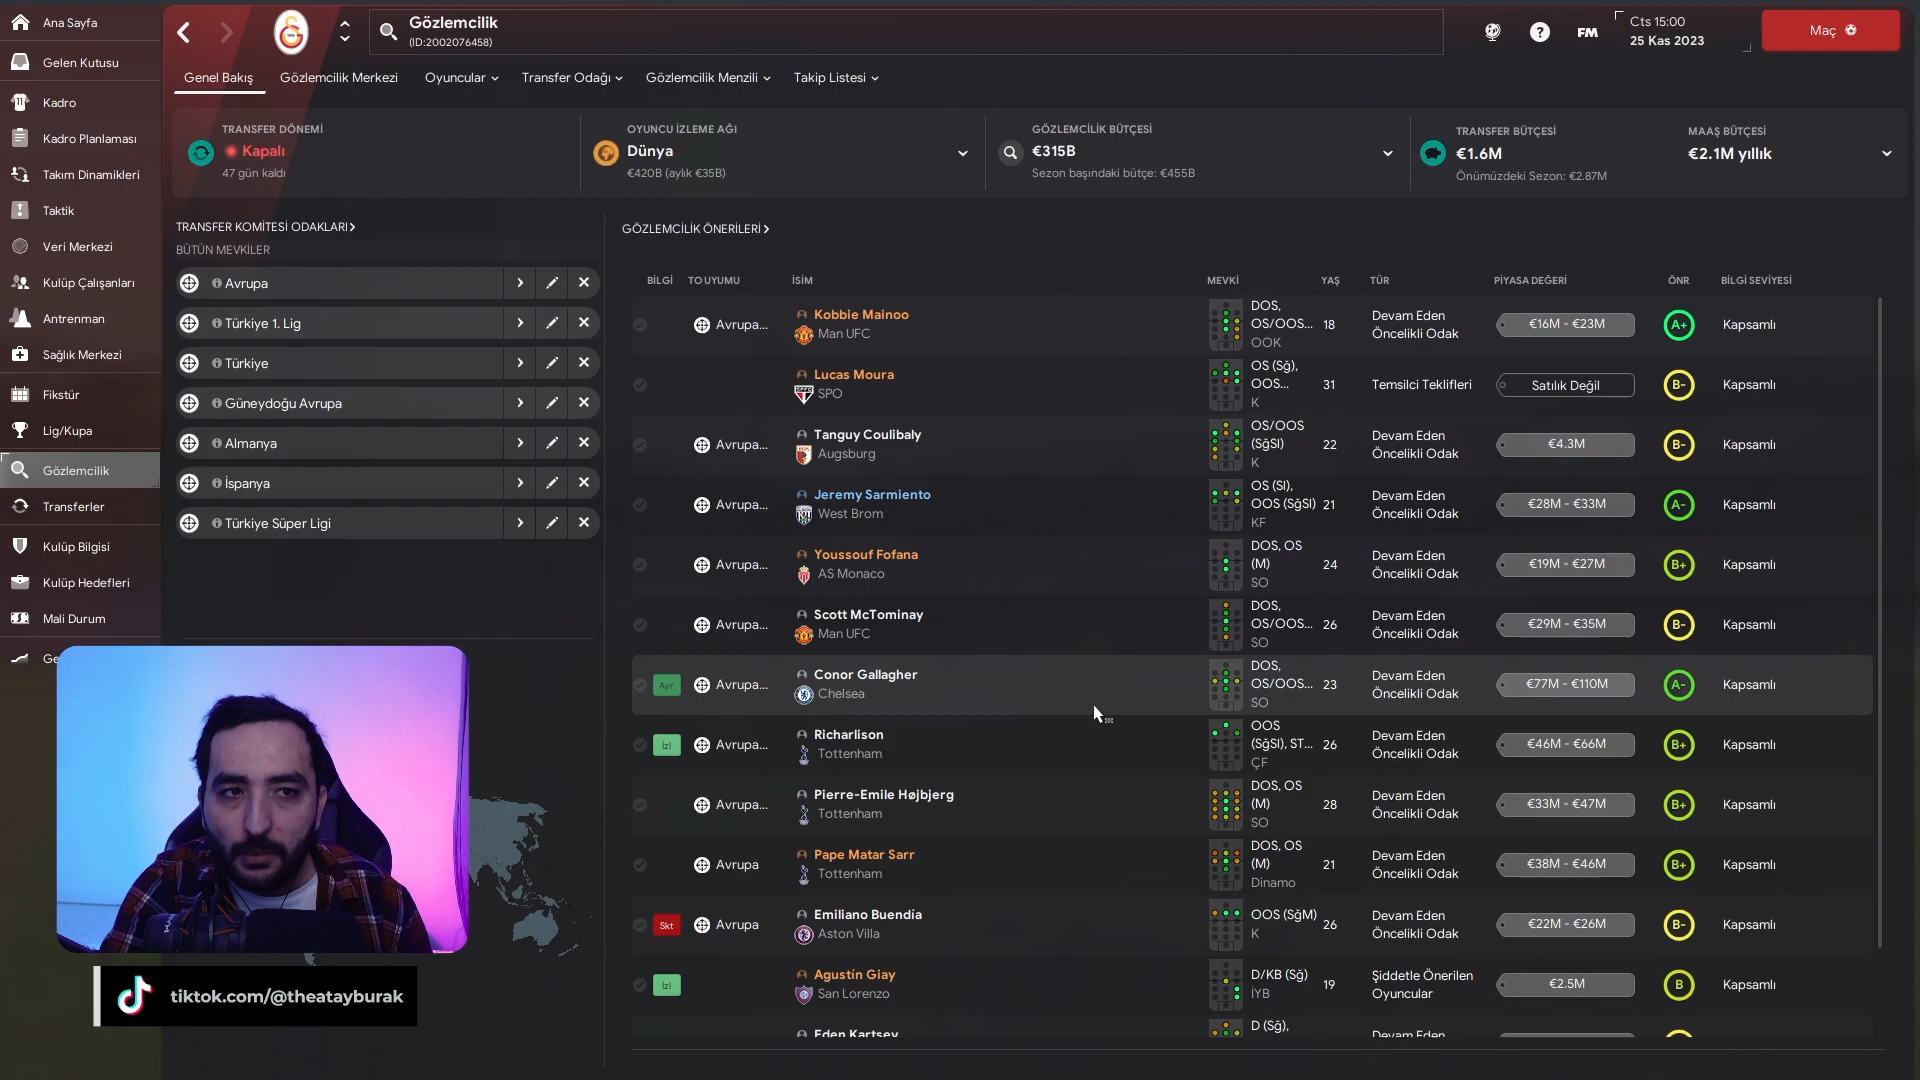 Ana Sayfa
Gelen Kutusu
Kadro
Kadro Planlaması
Takım Dinamikleri
Taktik
Veri Merkezi
Kulüp Çalışanları
Antrenman
Sağlık Merkezi
Fikstür
Lig/Kupa
Gözlemcilik
Transferler
Kulüp Bilgisi
Kulüp Hedefleri
Mali Durum
Gözlemcilik
(ID:2002076458)
FM
Cts 15:00
25 Kas 2023
Maç
Genel Bakış
Gözlemcilik Merkezi
Oyuncular
Transfer Odağı
Gözlemcilik Menzili
Takip Listesi
TRANSFER DÖNEMİ
Kapalı
47 gün kaldı
OYUNCU İZLEME AĞI
Dünya
€420B (aylık €35B)
GÖZLEMCİLİK BÜTÇESİ
€315B
Sezon başındaki bütçe: €455B
TRANSFER BÜTÇESİ
€1.6M
Önümüzdeki Sezon: €2.87M
MAAŞ BÜTÇESİ
€2.1M yıllık
TRANSFER KOMİTESİ ODAKLARI
BÜTÜN MEVKİLER
Avrupa
Türkiye 1. Lig
Türkiye
Güneydoğu Avrupa
Almanya
İspanya
Türkiye Süper Ligi
GÖZLEMCİLİK ÖNERİLERİ
BİLGİ TO UYUMU İSİM MEVKİ YAŞ TÜR PİYASA DEĞERİ ÖNR BİLGİ SEVİYESİ
Avrupa...
Kobbie Mainoo
Man UFC
DOS,
OS/OOS...
OOK
18
Devam Eden
Öncelikli Odak
€16M - €23M
A+
Kapsamlı
Lucas Moura
SPO
OS (Sğ),
OOS...
K
31
Temsilci Teklifleri
Satılık Değil
B-
Kapsamlı
Avrupa...
Tanguy Coulibaly
Augsburg
OS/OOS
(SğSl)
K
22
Devam Eden
Öncelikli Odak
€4.3M
B-
Kapsamlı
Avrupa...
Jeremy Sarmiento
West Brom
OS (Sl),
OOS (SğSl)
KF
21
Devam Eden
Öncelikli Odak
€28M - €33M
A-
Kapsamlı
Avrupa...
Youssouf Fofana
AS Monaco
DOS, OS
(M)
SO
24
Devam Eden
Öncelikli Odak
€19M - €27M
B+
Kapsamlı
Avrupa...
Scott McTominay
Man UFC
DOS,
OS/OOS...
SO
26
Devam Eden
Öncelikli Odak
€29M - €35M
B-
Kapsamlı
Ayr
Avrupa...
Conor Gallagher
Chelsea
DOS,
OS/OOS...
SO
23
Devam Eden
Öncelikli Odak
€77M - €110M
A-
Kapsamlı
İzl
Avrupa...
Richarlison
Tottenham
OOS
(SğSl), ST...
ÇF
26
Devam Eden
Öncelikli Odak
€46M - €66M
B+
Kapsamlı
Avrupa...
Pierre-Emile Højbjerg
Tottenham
DOS, OS
(M)
SO
28
Devam Eden
Öncelikli Odak
€33M - €47M
B+
Kapsamlı
Avrupa
Pape Matar Sarr
Tottenham
DOS, OS
(M)
Dinamo
21
Devam Eden
Öncelikli Odak
€38M - €46M
B+
Kapsamlı
Skt
Avrupa
Emiliano Buendía
Aston Villa
OOS (SğM)
K
26
Devam Eden
Öncelikli Odak
€22M - €26M
B-
Kapsamlı
İzl
Agustín Giay
San Lorenzo
D/KB (Sğ)
İYB
19
Şiddetle Önerilen
Oyuncular
€2.5M
B
Kapsamlı
Eden Kartsev
D (Sğ),
Devam Eden
tiktok.com/@theatayburak